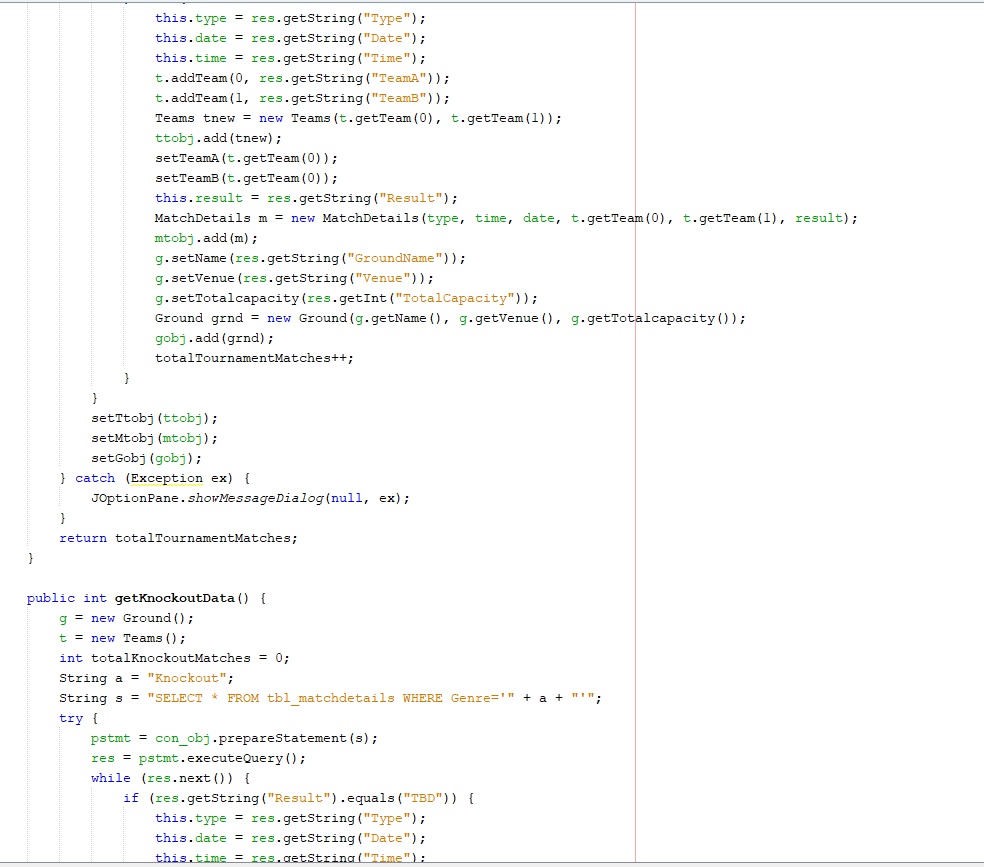 this.type = res.getString("Type");
this.date = res.getString("Date");
this.time = res.getString("Time");
t.addTeam(0, res.getString("TeamA"));
t.addTeam(1, res.getString("TeamB"));
Teams tnew = new Teams(t.getTeam(0), t.getTeam(1));
ttobj.add(tnew);
setTeamA(t.getTeam(0));
setTeamB(t.getTeam(0));
this.result = res.getString("Result");
MatchDetails m = new MatchDetails(type, time, date, t.getTeam(0), t.getTeam(1), result);
mtobj.add(m);
g.setName(res.getString("GroundName"));
g.setVenue(res.getString("Venue"));
g.setTotalcapacity(res.getInt("TotalCapacity"));
Ground grnd = new Ground(g.getName(), g.getVenue(), g.getTotalcapacity());
gobj.add(grnd);
totalTournamentMatches++;
}
}
setTtobj(ttobj);
setMtobj(mtobj);
setGobj(gobj);
} catch (Exception ex) {
JOptionPane.showMessageDialog(null, ex);
}
return totalTournamentMatches;
}
public int getKnockoutData() {
g = new Ground();
t = new Teams();
int totalKnockoutMatches = 0;
String a = "Knockout";
String s = "SELECT * FROM tbl_matchdetails WHERE Genre='" + a + "'";
try {
pstmt = con_obj.prepareStatement(s);
res = pstmt.executeQuery();
while (res.next()) {
if (res.getString("Result").equals("TBD")) {
this.type = res.getString("Type");
this.date = res.getString("Date");
this.time = res.getString("Time");